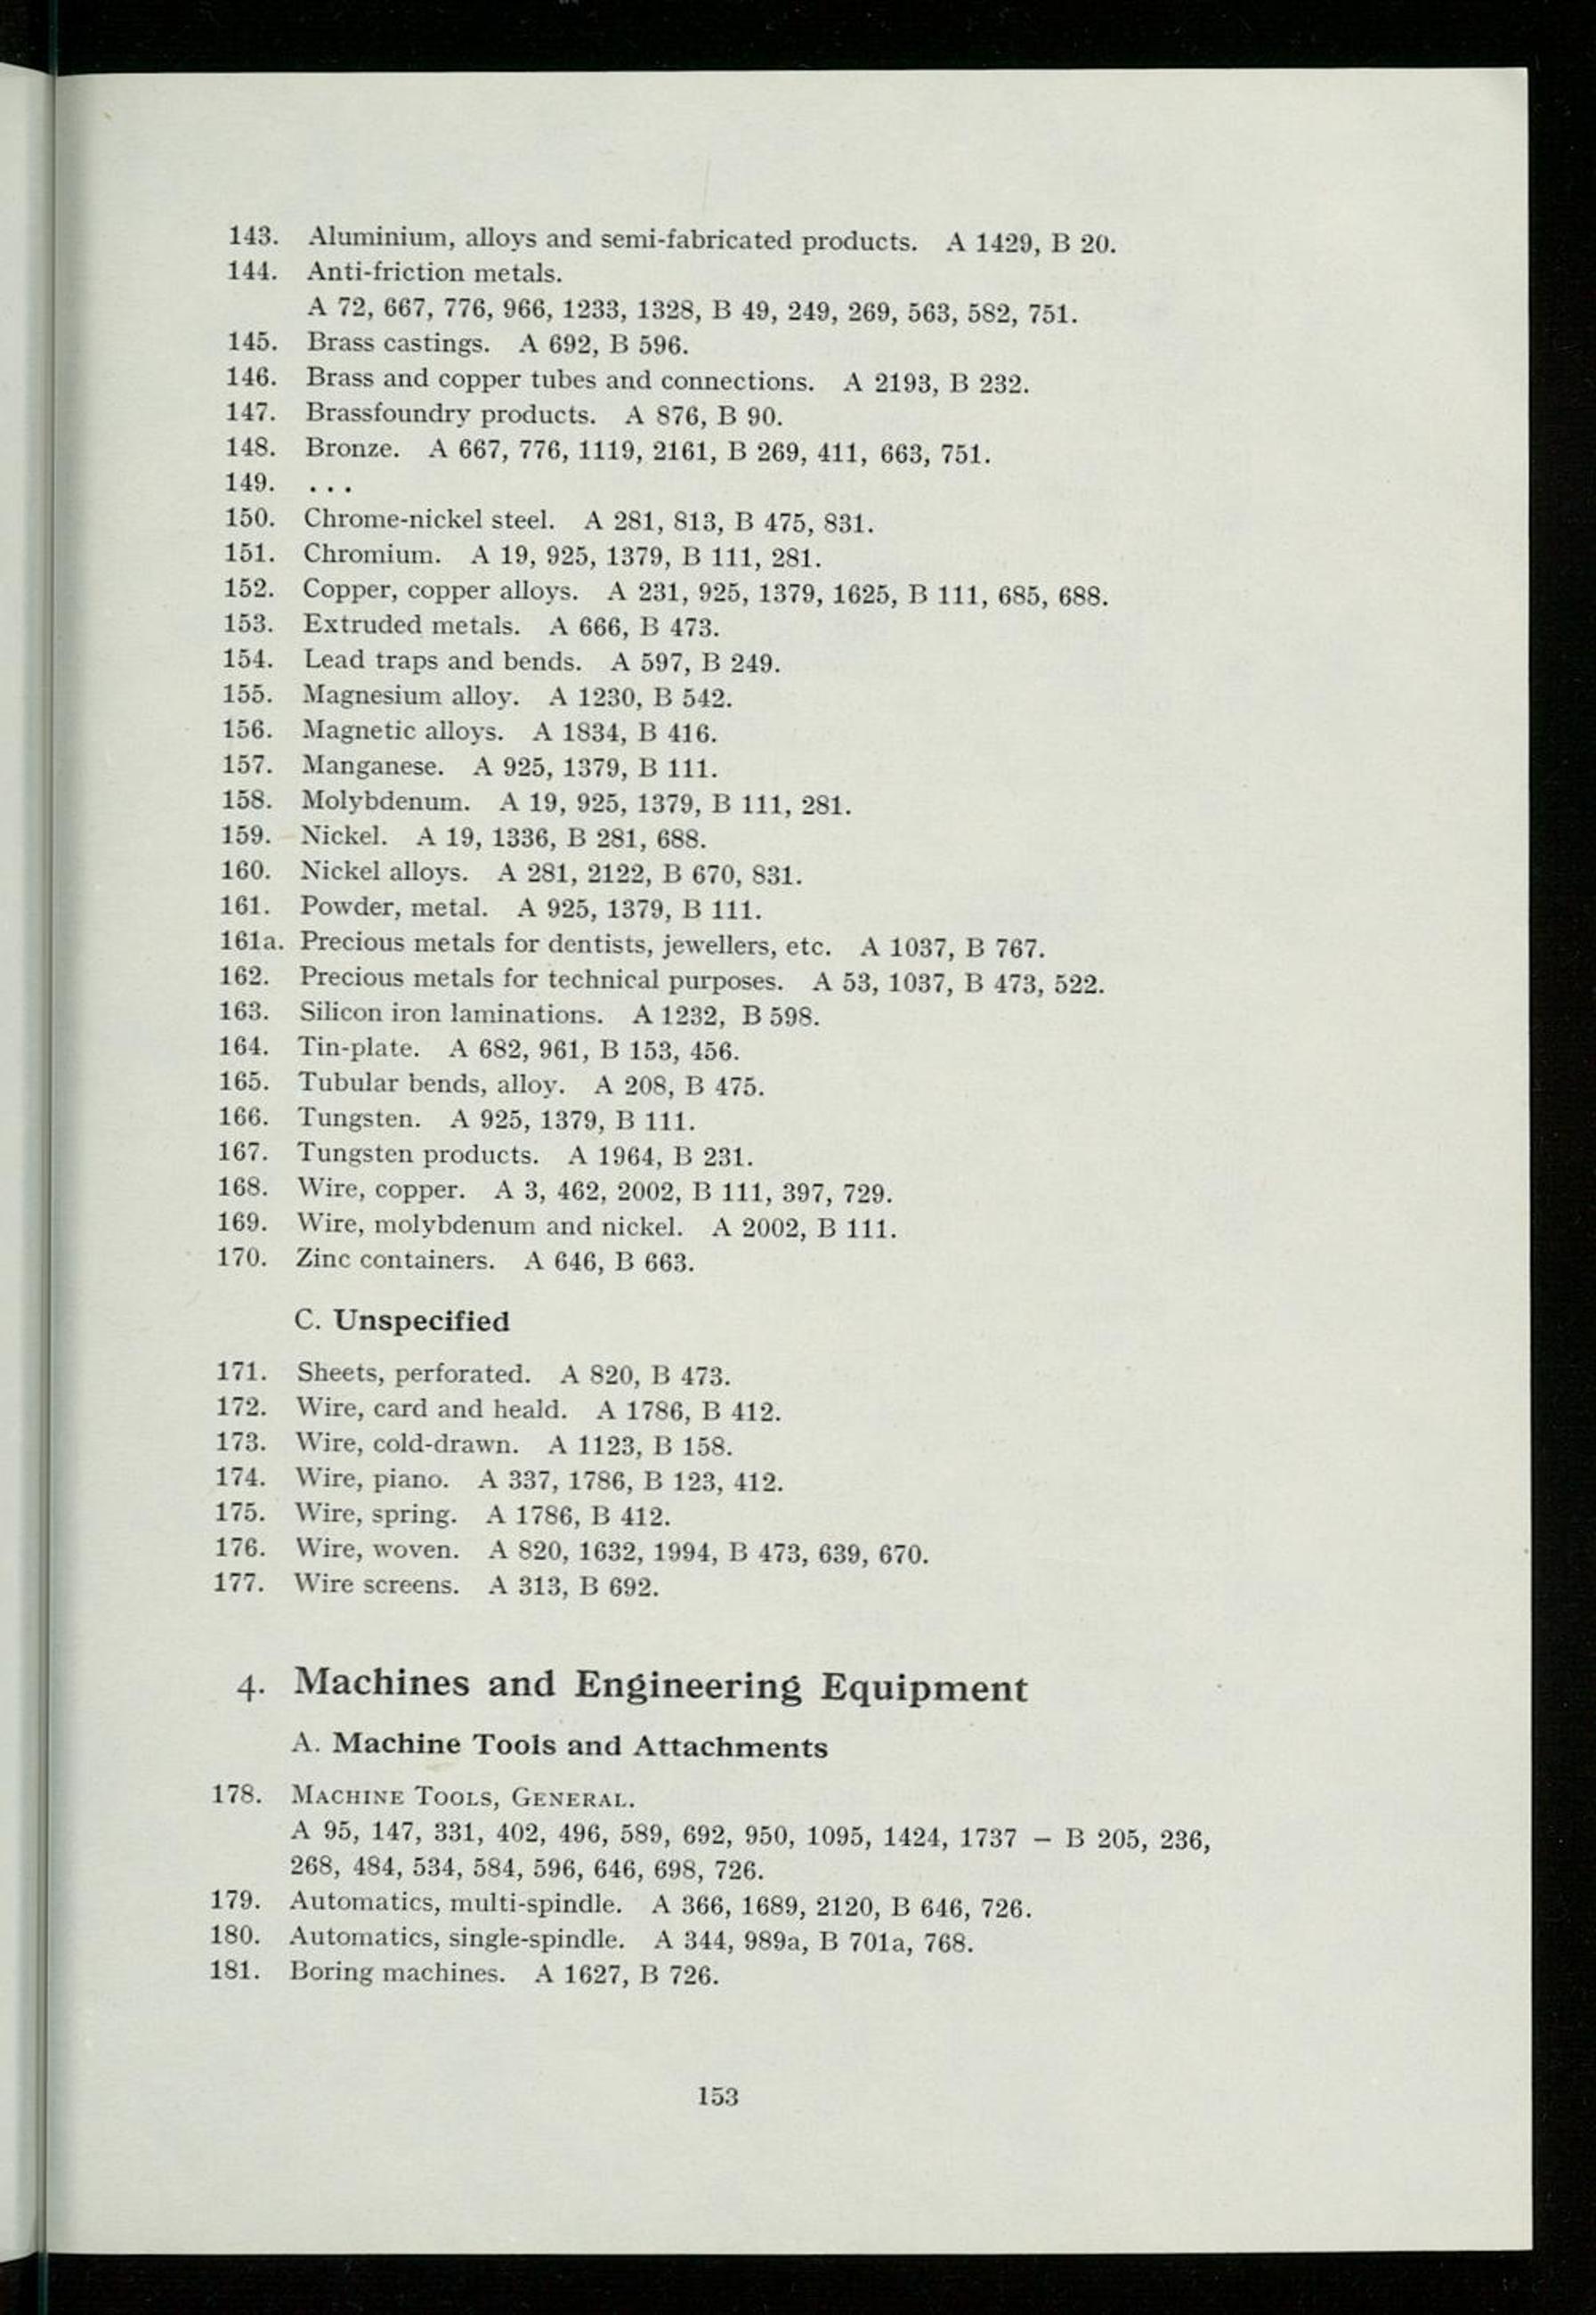 143. Aluminium, alloys and semi-fabricated products. A 1429, B 20.
144. Anti-friction metals.
A 72, 667, 776, 966, 1233, 1328, B 49, 249, 269, 563, 582, 751.
145. Brass castings. A 692, B 596.
146. Brass and copper tubes and connections. A 2193, B 232.
147. Brassfoundry products. A 876, B 90.
148. Bronze. A 667, 776, 1119, 2161, B 269, 411, 663, 751.
149. ...
150. Chrome-nickel steel. A 281, 813, B 475, 831.
151. Chromium. A 19, 925, 1379, B 111, 281.
152. Copper, copper alloys. A 231, 925, 1379, 1625, B 111, 685, 688.
153. Extruded metals. A 666, B 473.
154. Lead traps and bends. A 597, B 249.
155. Magnesium alloy. A 1230, B 542.
156. Magnetic alloys. A 1834, B 416.
157. Manganese. A 925, 1379, B 111.
158. Molybdenum. A 19, 925, 1379, B 111, 281.
159. Nickel. A 19, 1336, B 281, 688.
160. Nickel alloys. A 281, 2122, B 670, 831.
161. Powder, metal. A 925, 1379, B 111.
161a. Precious metals for dentists, jewellers, etc. A 1037, B 767.
162. Precious metals for technical purposes. A 53, 1037, B 473, 522.
163. Silicon iron laminations. A 1232, B 598.
164. Tin-plate. A 682, 961, B 153, 456.
165. Tubular bends, alloy. A 208, B 475.
166. Tungsten. A 925, 1379, B 111.
167. Tungsten products. A 1964, B 231.
168. Wire, copper. A 3, 462, 2002, B 111, 397, 729.
169. Wire, molybdenum and nickel. A 2002, B 111.
170. Zinc containers. A 646, B 663.
C. Unspecified
171. Sheets, perforated. A 820, B 473.
172. Wire, card and heald. A 1786, B 412.
173. Wire, cold-drawn. A 1123, B 158.
174. Wire, piano. A 337, 1786, B 123, 412.
175. Wire, spring. A 1786, B 412.
176. Wire, woven. A 820, 1632, 1994, B 473, 639, 670.
177. Wire screens. A 313, B 692.
4. Machines and Engineering Equipment
A. Machine Tools and Attachments
178. MACHINE TOOLS, GENERAL.
A 95, 147, 331, 402, 496, 589, 692, 950, 1095, 1424, 1737 – B 205, 236,
268, 484, 534, 584, 596, 646, 698, 726.
179. Automatics, multi-spindle. A 366, 1689, 2120, B 646, 726.
180. Automatics, single-spindle. A 344, 989a, B 701a, 768.
181. Boring machines. A 1627, B 726.
153